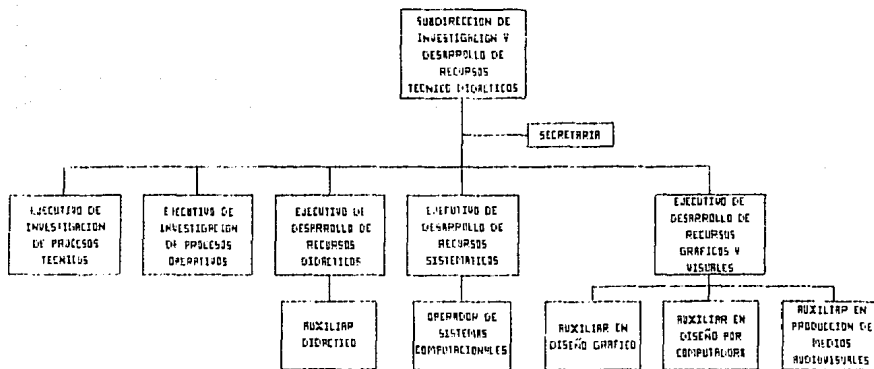 SUBDIRECCION DE
INVESTIGACION Y
DESARROLLO DE
RECURSOS
TECNICO DIDACTICOS
SECRETARIA
EJECUTIVO DE
INVESTIGACION
DE PROCESOS
TECNICOS
EJECUTIVO DE
INVESTIGACION
DE PROCESOS
OPERATIVOS
EJECUTIVO DE
DESARROLLO DE
RECURSOS
DIDACTICOS
EJECUTIVO DE
DESARROLLO DE
RECURSOS
SISTEMATICOS
EJECUTIVO DE
DESARROLLO DE
RECURSOS
GRAFICOS Y
VISUALES
AUXILIAR
DIDACTICO
OPERADOR DE
SISTEMAS
COMPUTACIONALES
AUXILIAR EN
DISEÑO GRAFICO
AUXILIAR EN
DISEÑO POR
COMPUTADORA
AUXILIAR EN
PRODUCCION DE
MEDIOS
AUDIOVISUALES